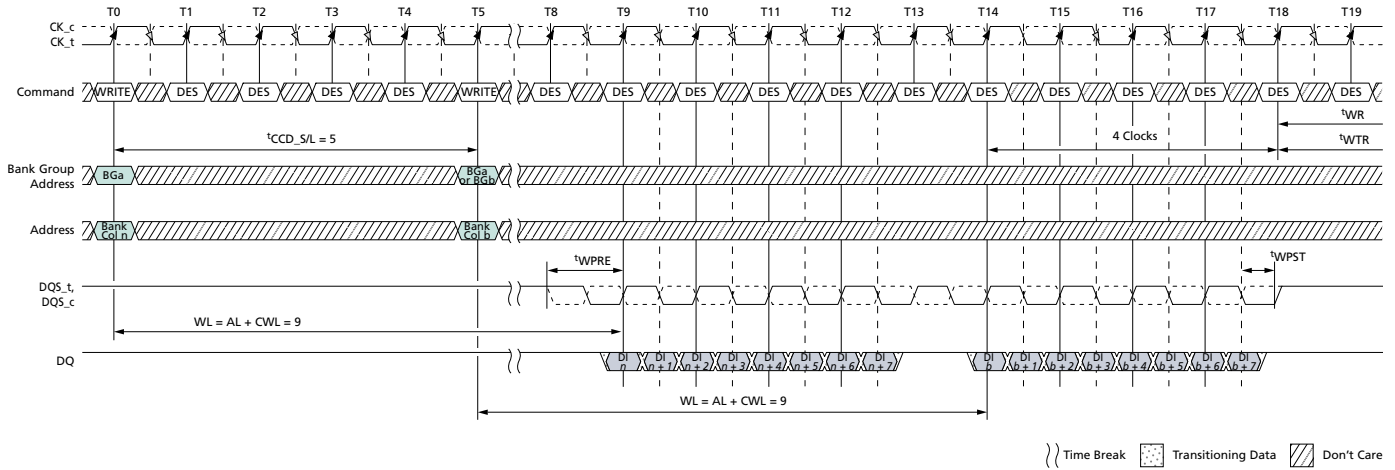 T0 T1 T2 T3 T4 T5 T8 T9 T10 T11 T12 T13 T14 T15 T16 T17 T18 T19
CK_c
CK_t
Command WRITE DES DES DES DES WRITE DES DES DES DES DES DES DES DES DES DES DES DES
tWR
tCCD_S/L = 5 4 Clocks tWTR
Bank Group
Address
BGa
BGa
or BGb
Address
Bank
Col n
Bank
Col b
tWPRE tWPST
DQS_t,
DQS_c
WL = AL + CWL = 9
DQ
DI
n
DI
n + 1
DI
n + 2
DI
n + 3
DI
n + 4
DI
n + 5
DI
n + 6
DI
n + 7
DI
b
DI
b + 1
DI
b + 2
DI
b + 3
DI
b + 4
DI
b + 5
DI
b + 6
DI
b + 7
WL = AL + CWL = 9
Time Break Transitioning Data Don't Care